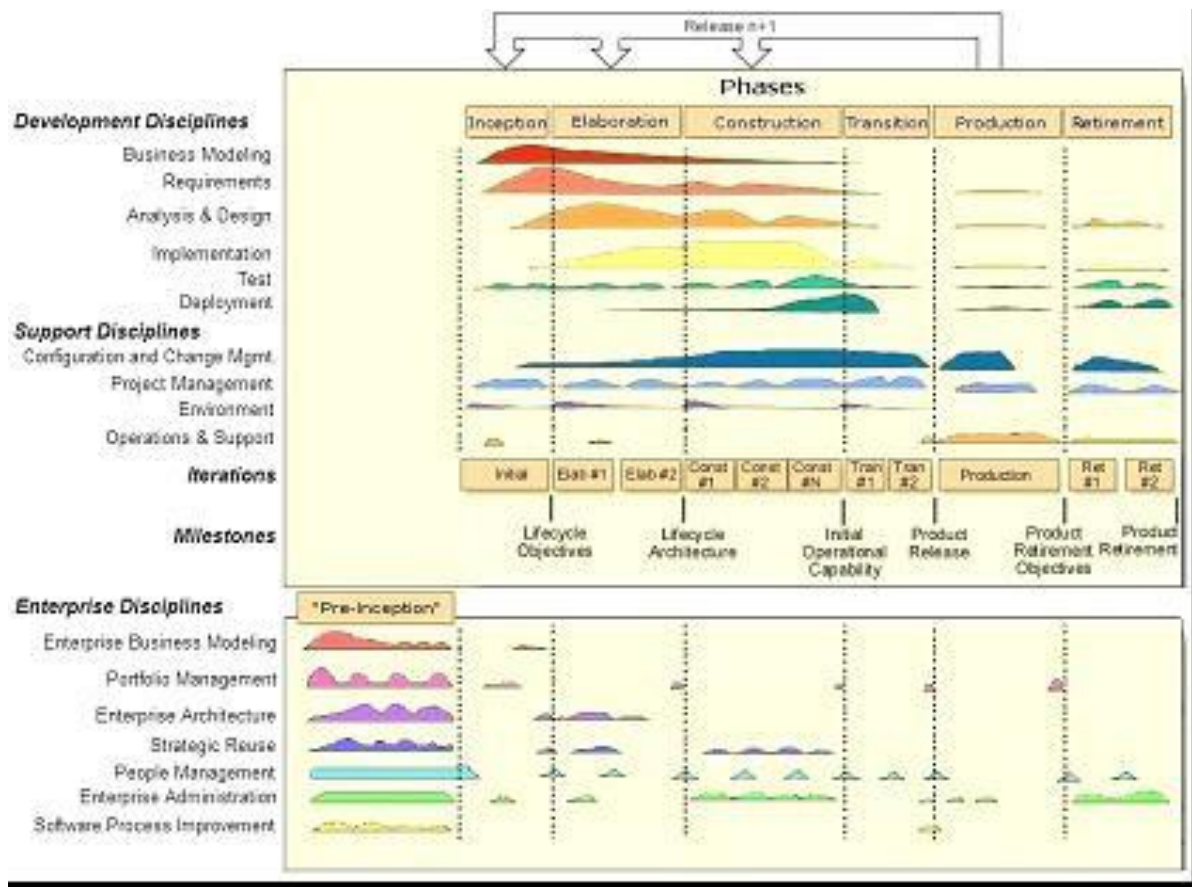 Release n+1
Phases
Development Disciplines
Inception Elaboration Construction Transition Production Retirement
Business Modeling
Requirements
Analysis & Design
Implementation
Test
Deployment
Support Disciplines
Configuration and Change Mgmt.
Project Management
Environment
Operations & Support
Iterations
Initial Elab #1 Elab #2 Const #1 Const #2 Const #N Tran #1 Tran #2 Production Ret #1 Ret #2
Milestones
Lifecycle Objectives
Lifecycle Architecture
Initial Operational Capability
Product Release
Product Retirement Objectives
Product Retirement
Enterprise Disciplines
"Pre-Inception"
Enterprise Business Modeling
Portfolio Management
Enterprise Architecture
Strategic Reuse
People Management
Enterprise Administration
Software Process Improvement